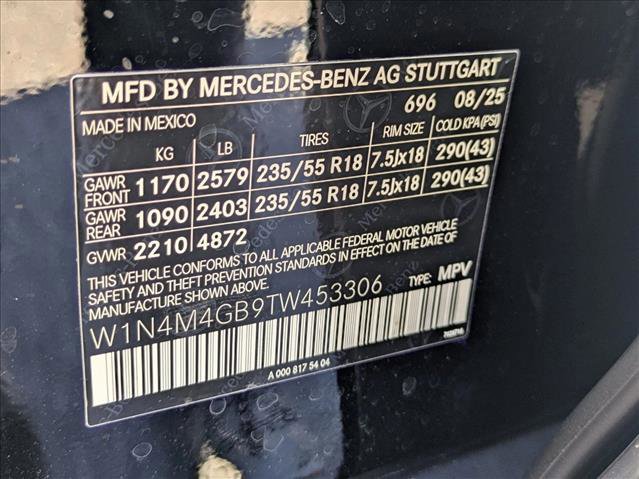 MFD BY MERCEDES-BENZ AG STUTTGART
696 08/25
MADE IN MEXICO
KG LB TIRES RIM SIZE COLD KPA(PSI)
GAWR FRONT 1170 2579 235/55 R18 7.5Jx18 290(43)
GAWR REAR 1090 2403 235/55 R18 7.5Jx18 290(43)
GVWR 2210 4872
THIS VEHICLE CONFORMS TO ALL APPLICABLE FEDERAL MOTOR VEHICLE
AND SAFETY AND THEFT PREVENTION STANDARDS IN EFFECT ON THE DATE OF
MANUFACTURE SHOWN ABOVE.
W1N4M4GB9TW453306 TYPE: MPV
A 000 817 54 04